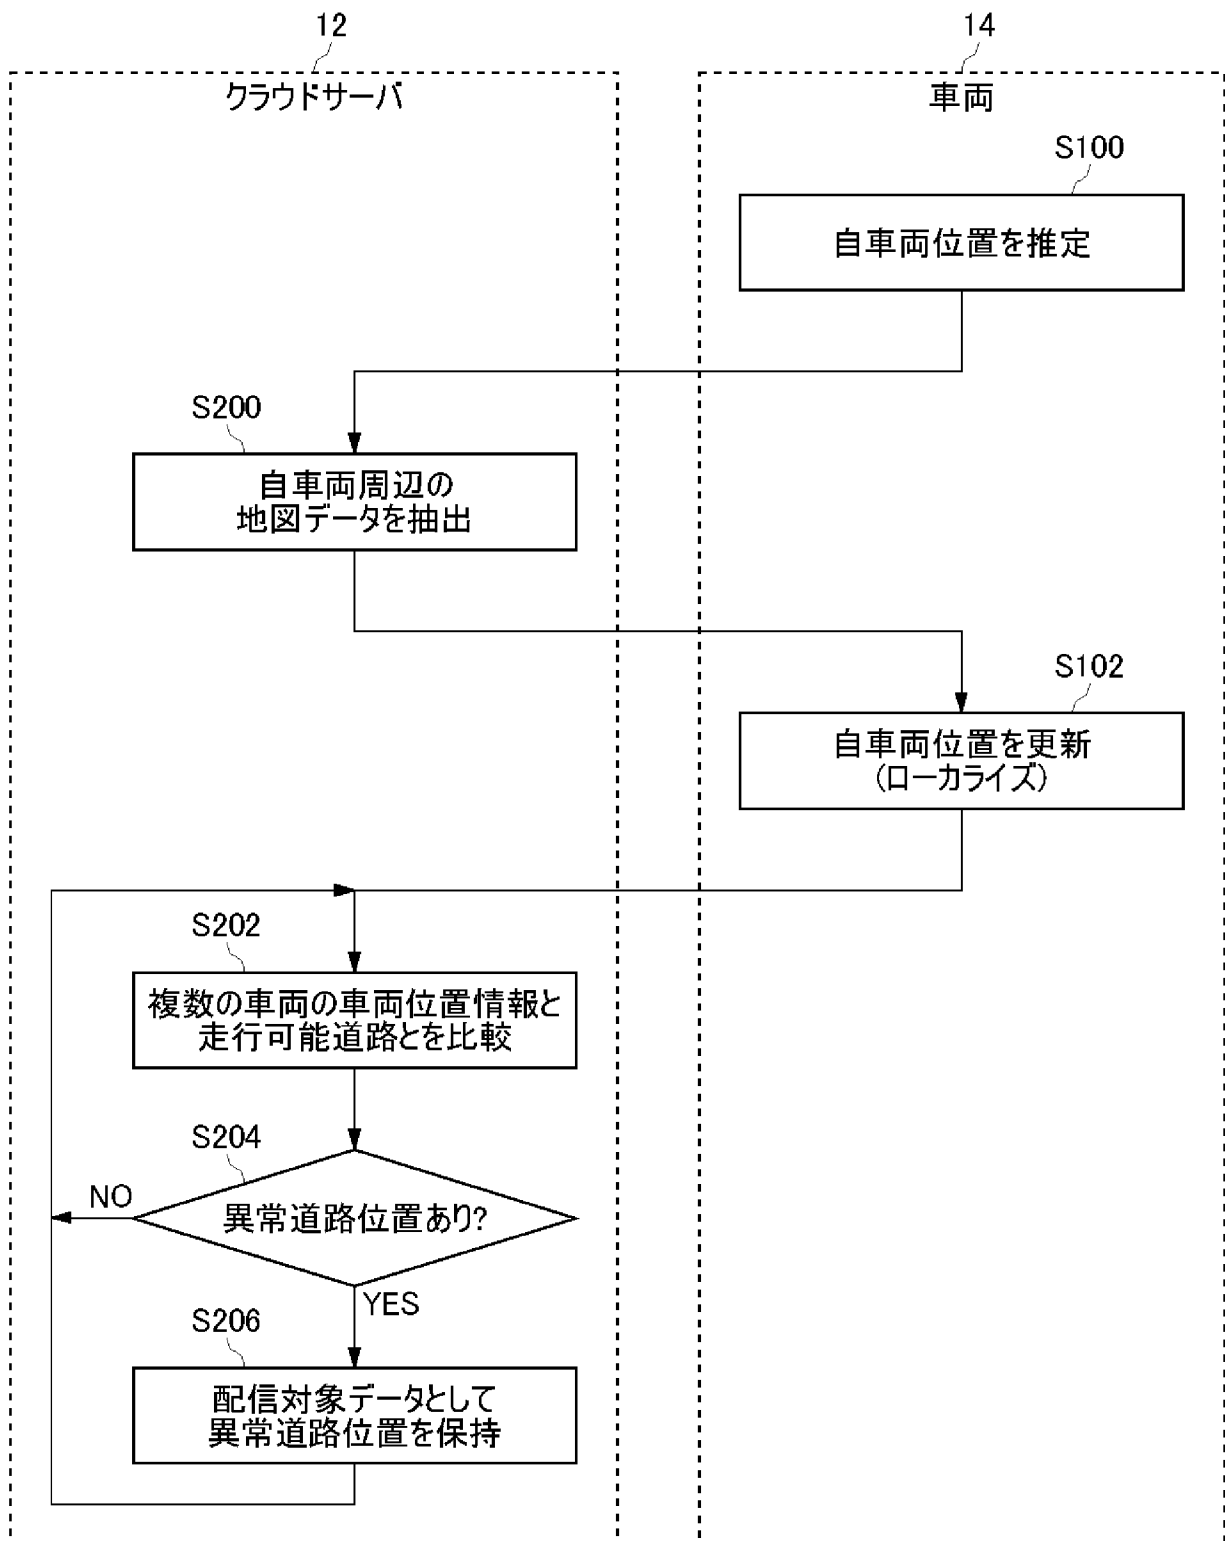 12
14
クラウドサーバ
車両
S100
自車両位置を推定
S200
自車両周辺の
地図データを抽出
S102
自車両位置を更新
(ローカライズ)
S202
複数の車両の車両位置情報と
走行可能道路とを比較
S204
NO
異常道路位置あり?
YES
S206
配信対象データとして
異常道路位置を保持